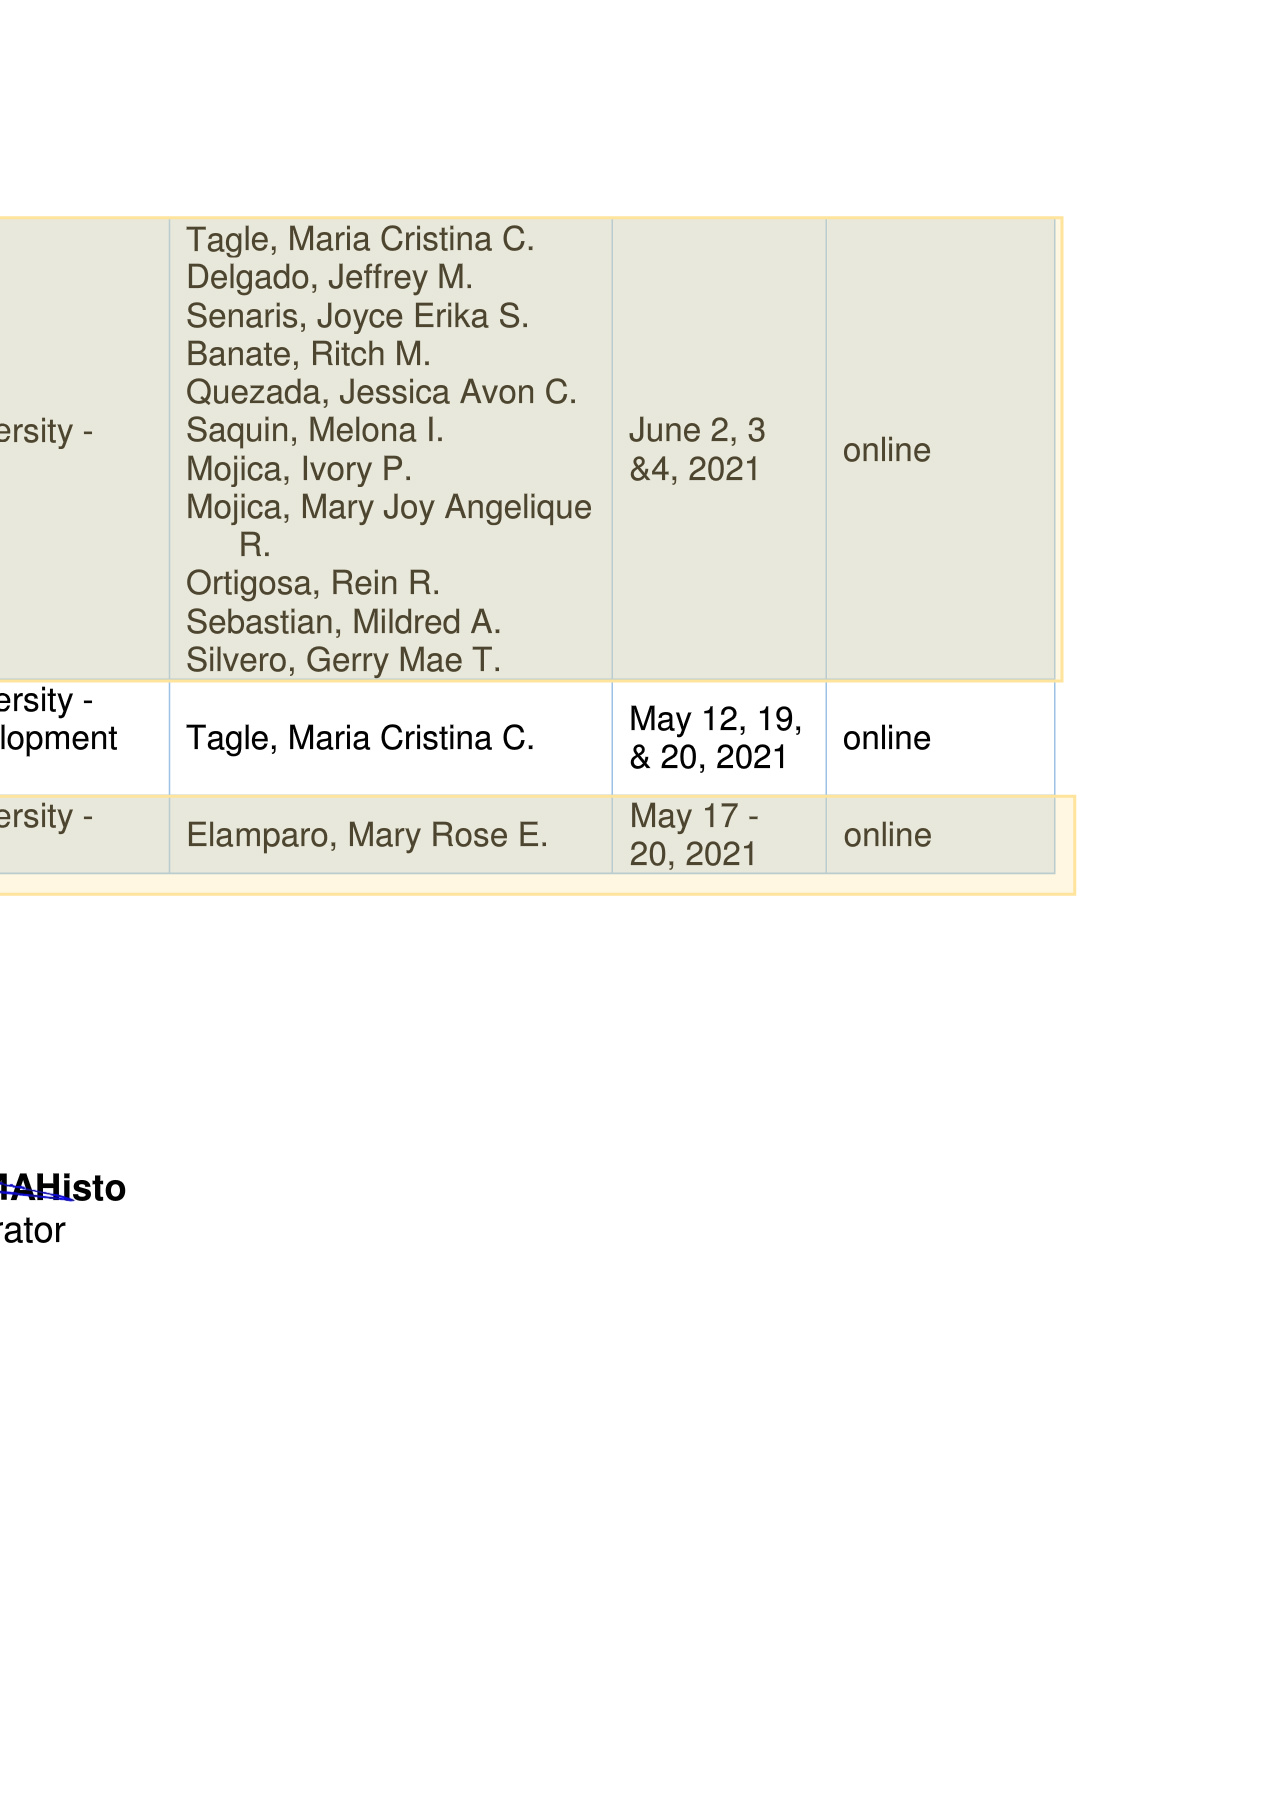 Tagle, Maria Cristina C.
Delgado, Jeffrey M.
Senaris, Joyce Erika S.
Banate, Ritch M.
Quezada, Jessica Avon C.
ersity -
Saquin, Melona I.
Mojica, Ivory P.
Mojica, Mary Joy Angelique
R.
Ortigosa, Rein R.
Sebastian, Mildred A.
Silvero, Gerry Mae T.
June 2, 3
&4, 2021
online
ersity -
lopment
Tagle, Maria Cristina C.
May 12, 19,
& 20, 2021
online
ersity -
Elamparo, Mary Rose E.
May 17 -
20, 2021
online
MAHisto
rator